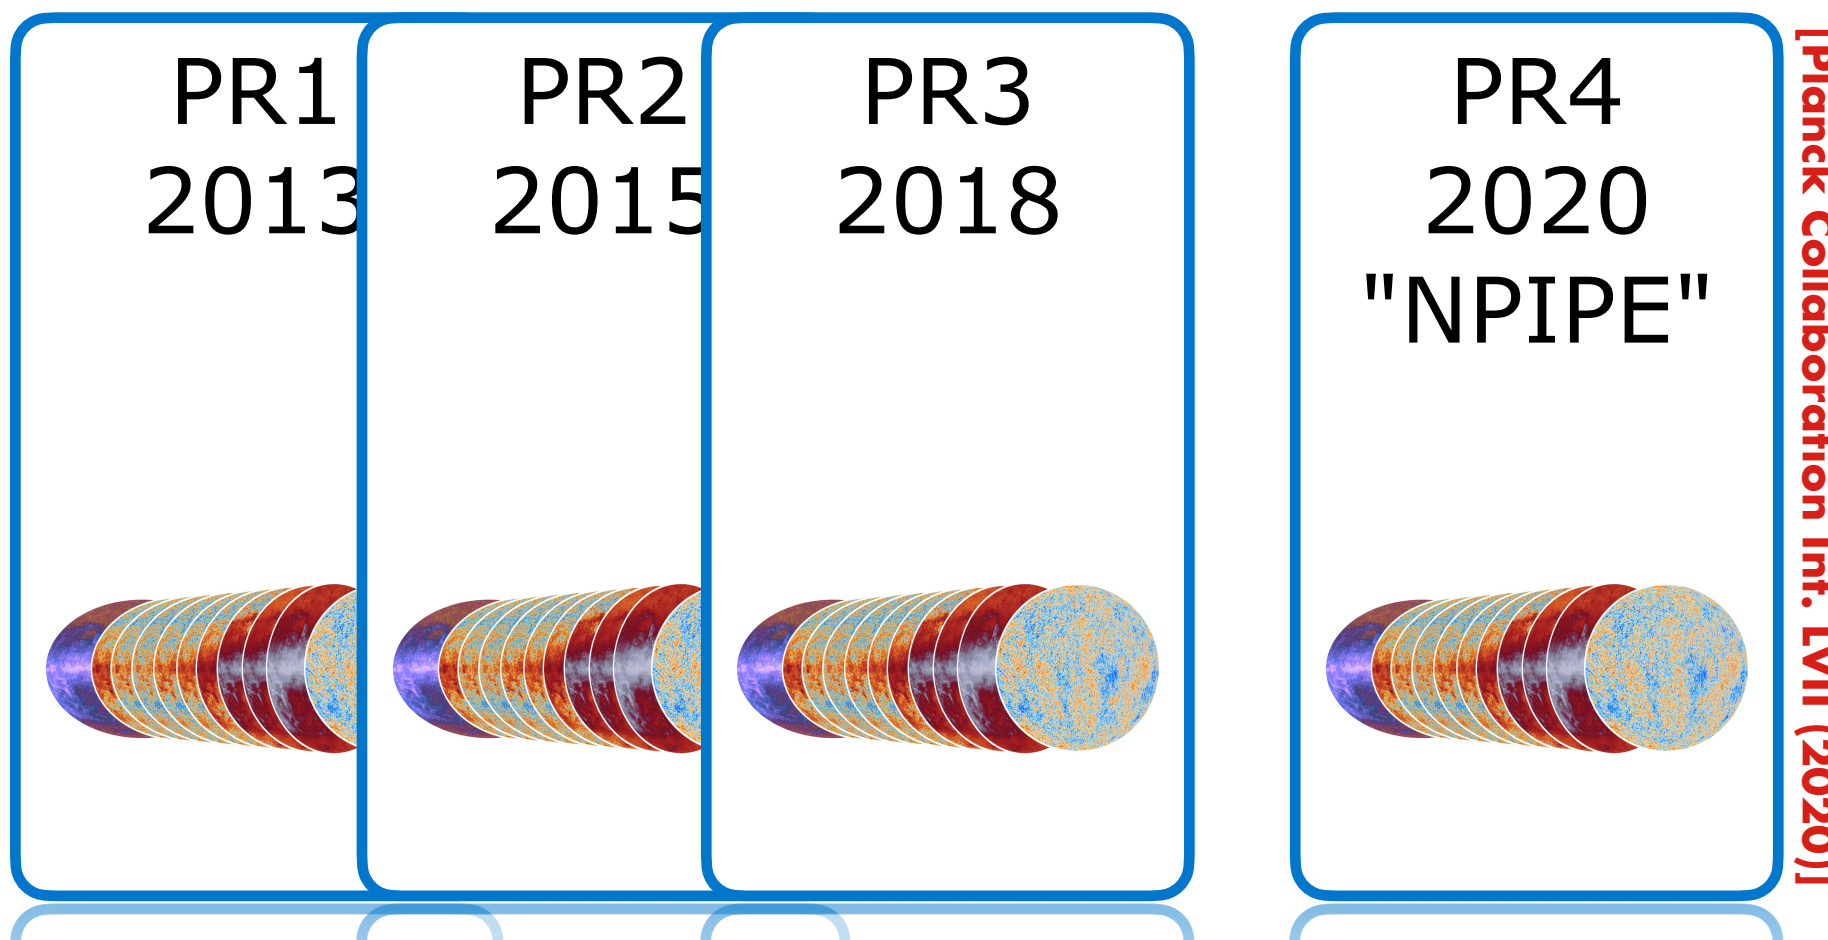 PR1
2013
PR2
2015
PR3
2018
PR4
2020
"NPIPE"
[Planck Collaboration Int. LVII (2020)]